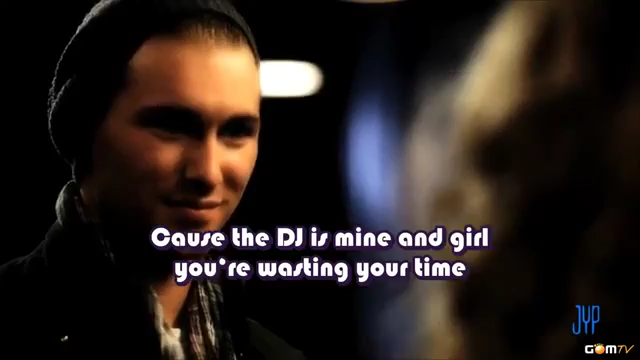 Cause the DJ is mine and girl
you're wasting your time
JYP
GOMTV